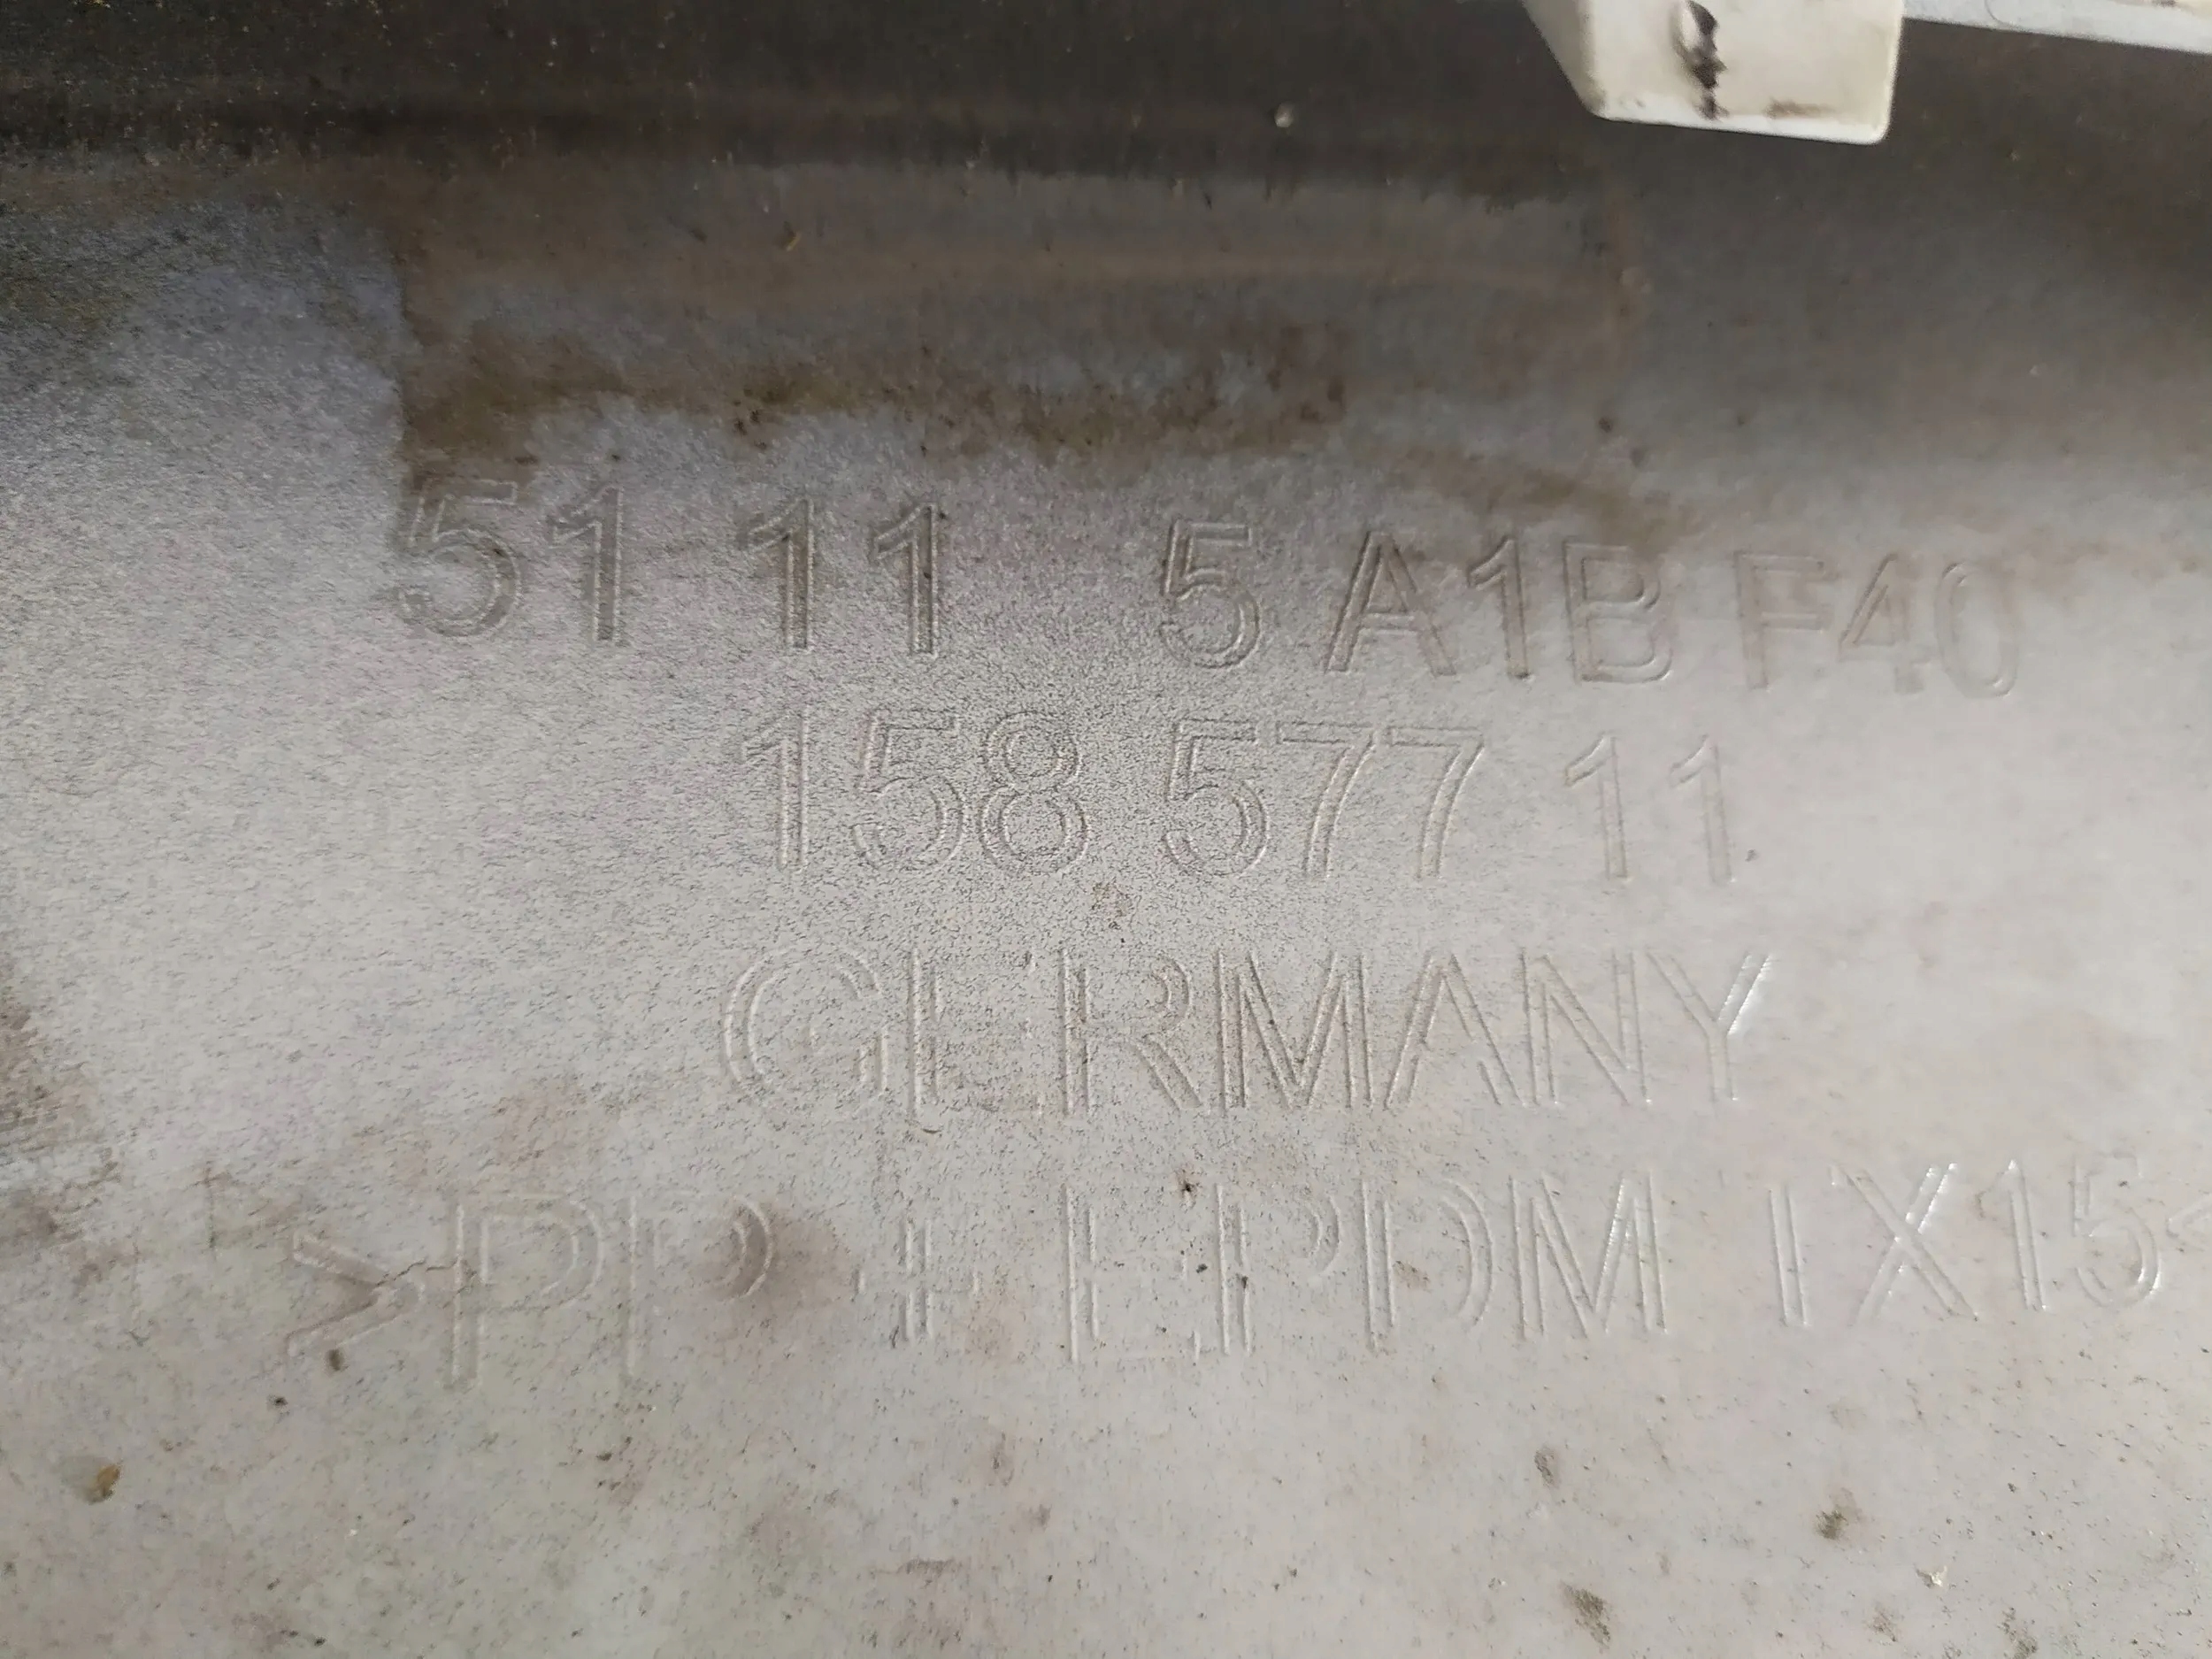 51 11 5 A1B F40
158 577 11
GERMANY
>PP + EPDM TX15<